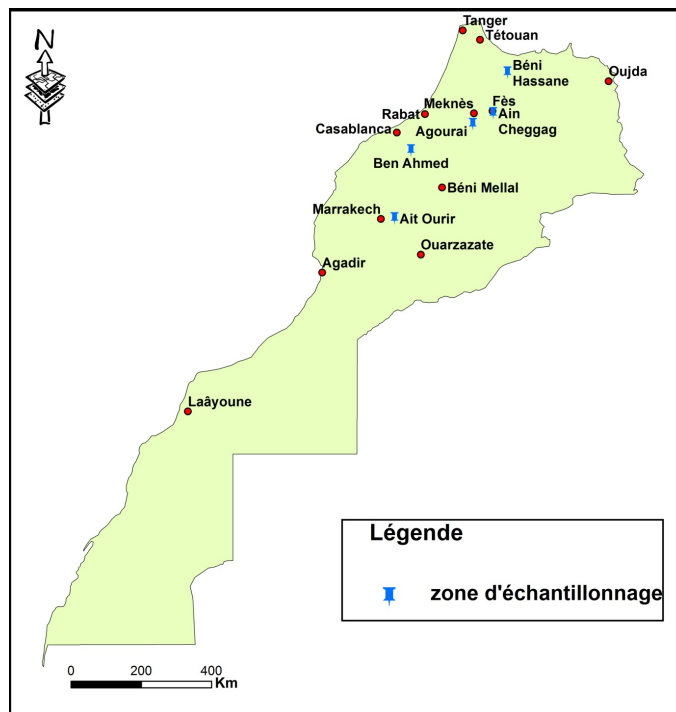 N
Tanger
Tétouan
Béni
Hassane
Oujda
Meknès
Fès
Rabat
Ain
Casablanca
Agourai
Cheggag
Ben Ahmed
Béni Mellal
Marrakech
Ait Ourir
Ouarzazate
Agadir
Laâyoune
Légende
zone d'échantillonnage
0 200 400
Km